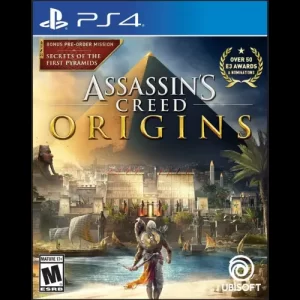 PS4
BONUS PRE-ORDER MISSION
SECRETS OF THE
FIRST PYRAMIDS
OVER 50
E3 AWARDS
& NOMINATIONS
ASSASSIN'S
CREED
ORIGINS
MATURE 17+
M
ESRB
UBISOFT